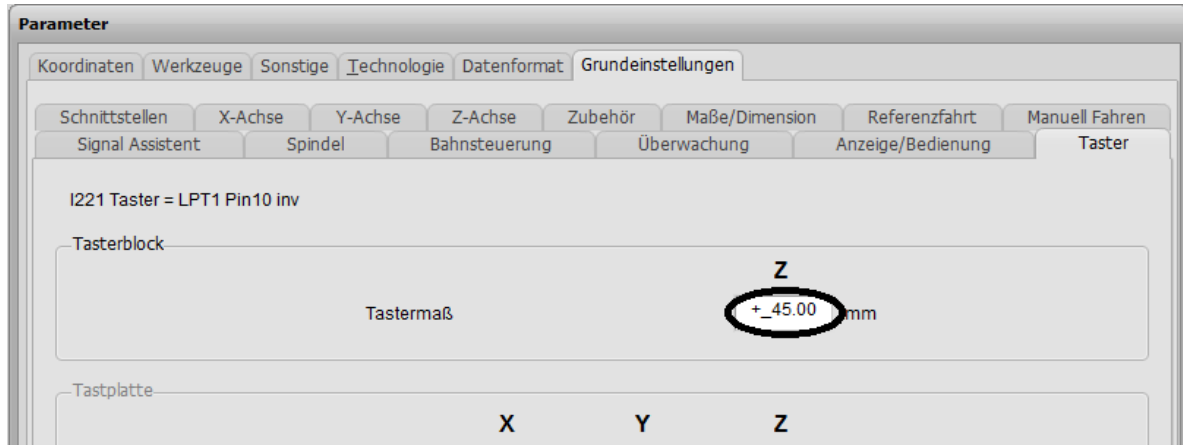 Parameter
Koordinaten Werkzeuge Sonstige Technologie Datenformat Grundeinstellungen
Schnittstellen X-Achse Y-Achse Z-Achse Zubehör Maße/Dimension Referenzfahrt Manuell Fahren
Signal Assistent Spindel Bahnsteuerung Überwachung Anzeige/Bedienung Taster
I221 Taster = LPT1 Pin10 inv
Tasterblock
Z
Tastermaß +_45.00 mm
Tastplatte
X Y Z